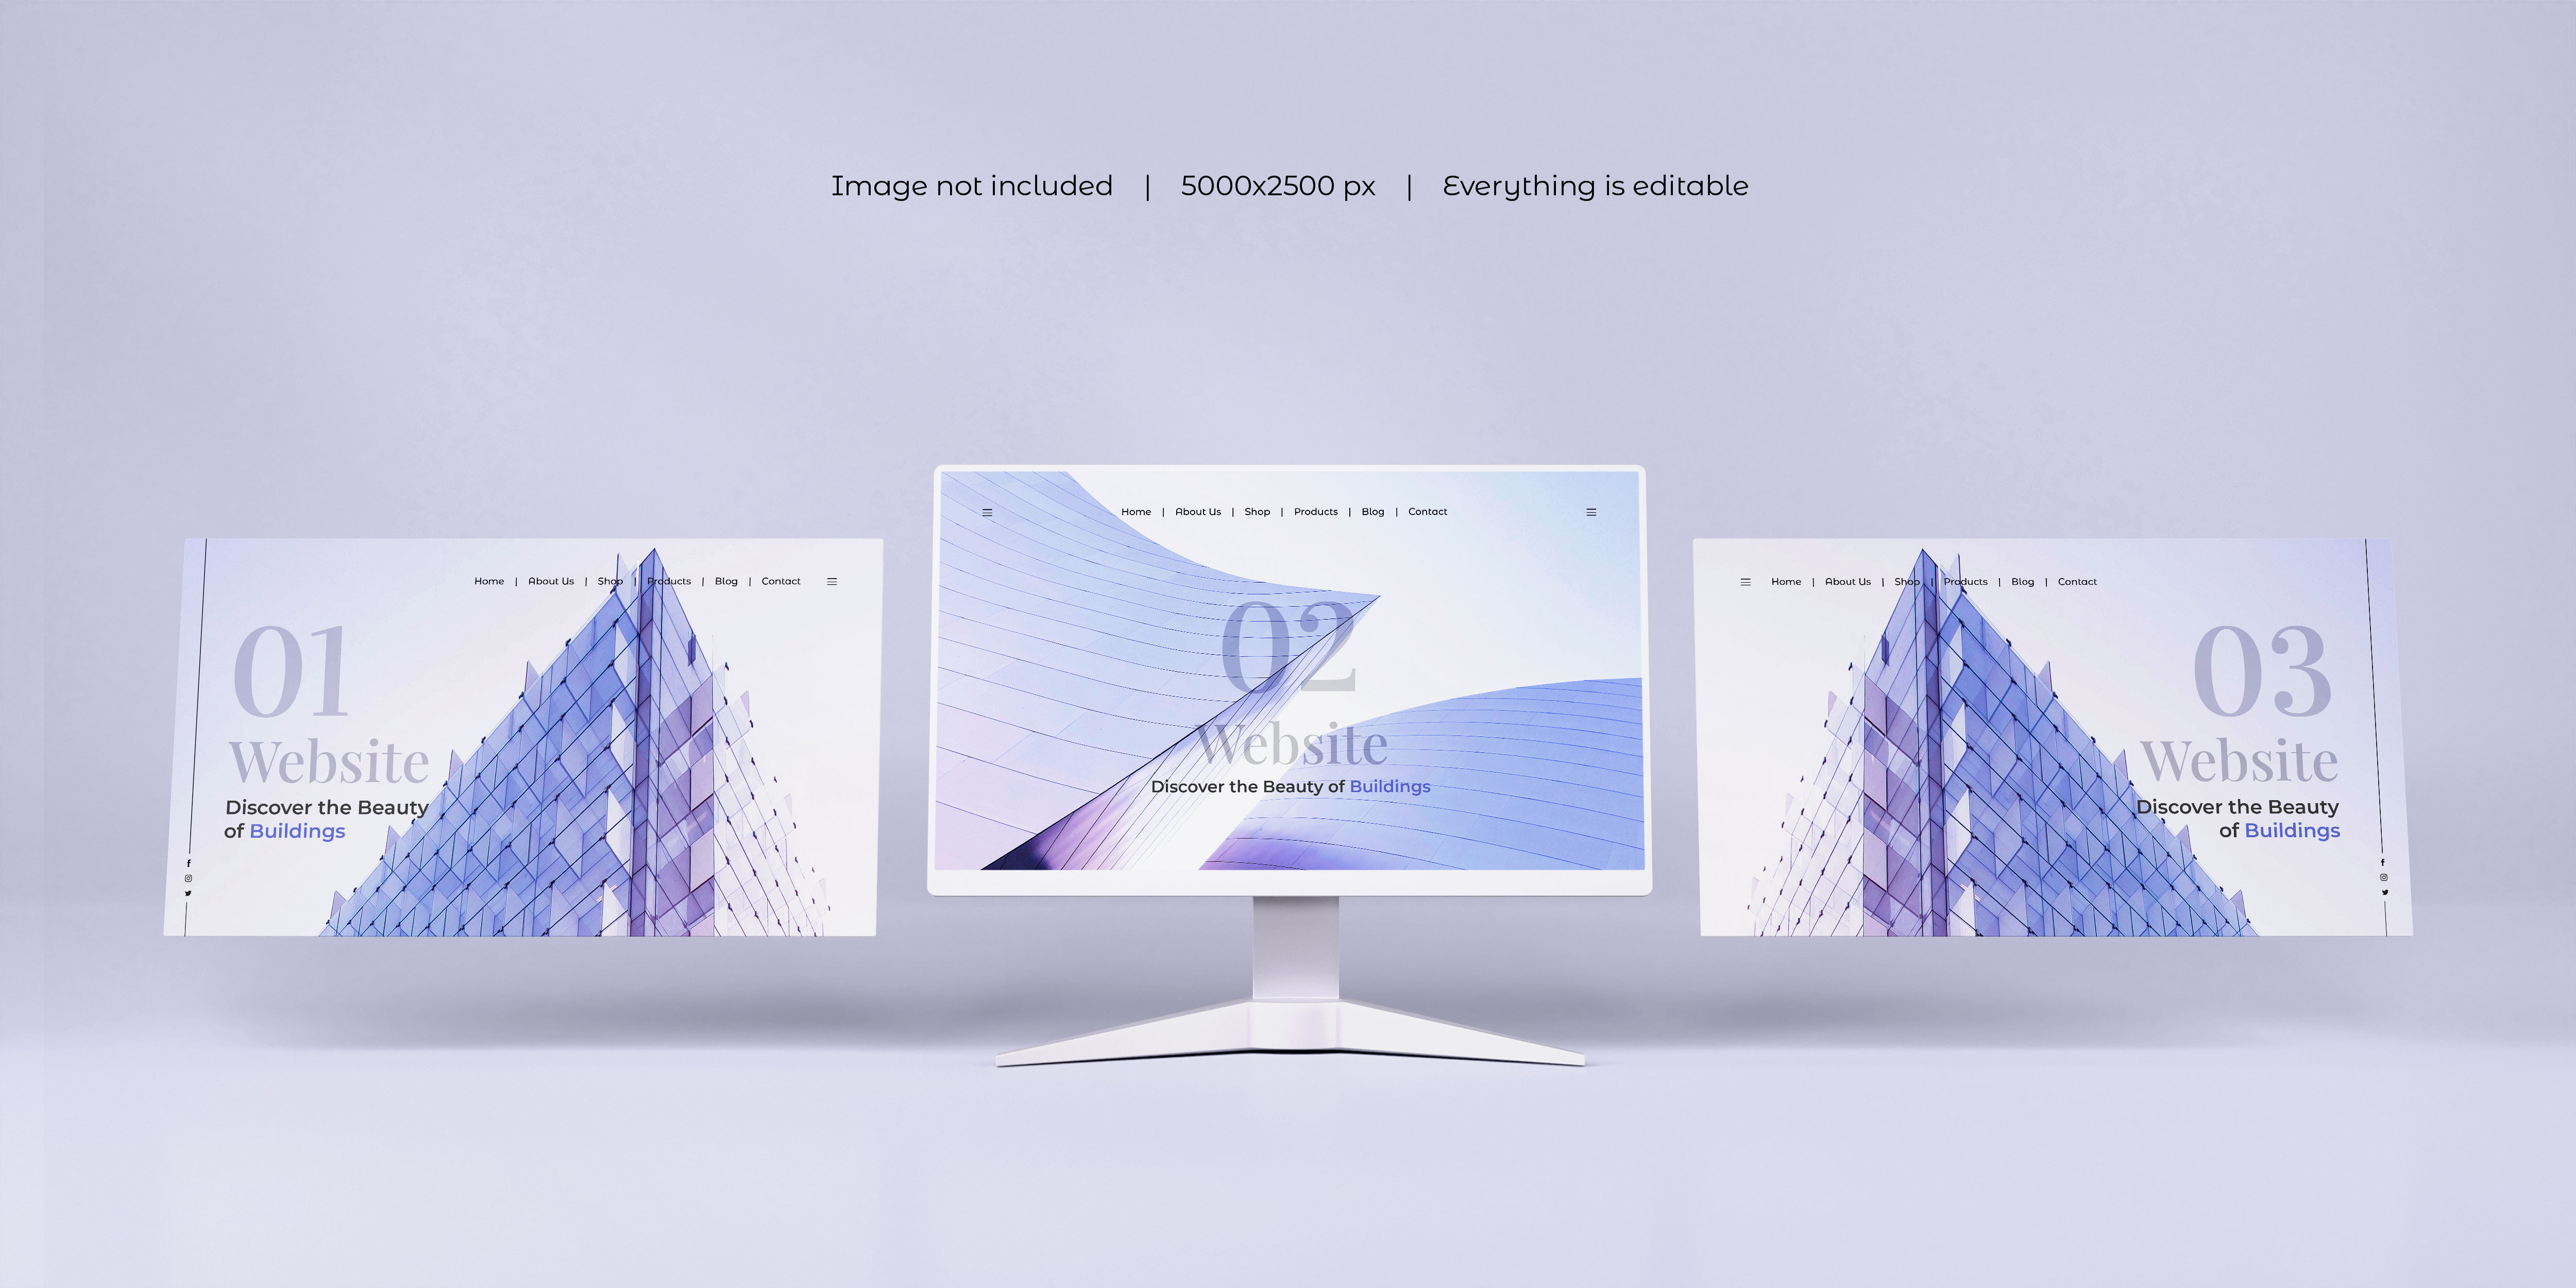 Image not included | 5000x2500 px | Everything is editable
Home | About Us | Shop | Products | Blog | Contact
01
Website
Discover the Beauty
of Buildings
Home | About Us | Shop | Products | Blog | Contact
02
Website
Discover the Beauty of Buildings
Home | About Us | Shop | Products | Blog | Contact
03
Website
Discover the Beauty
of Buildings